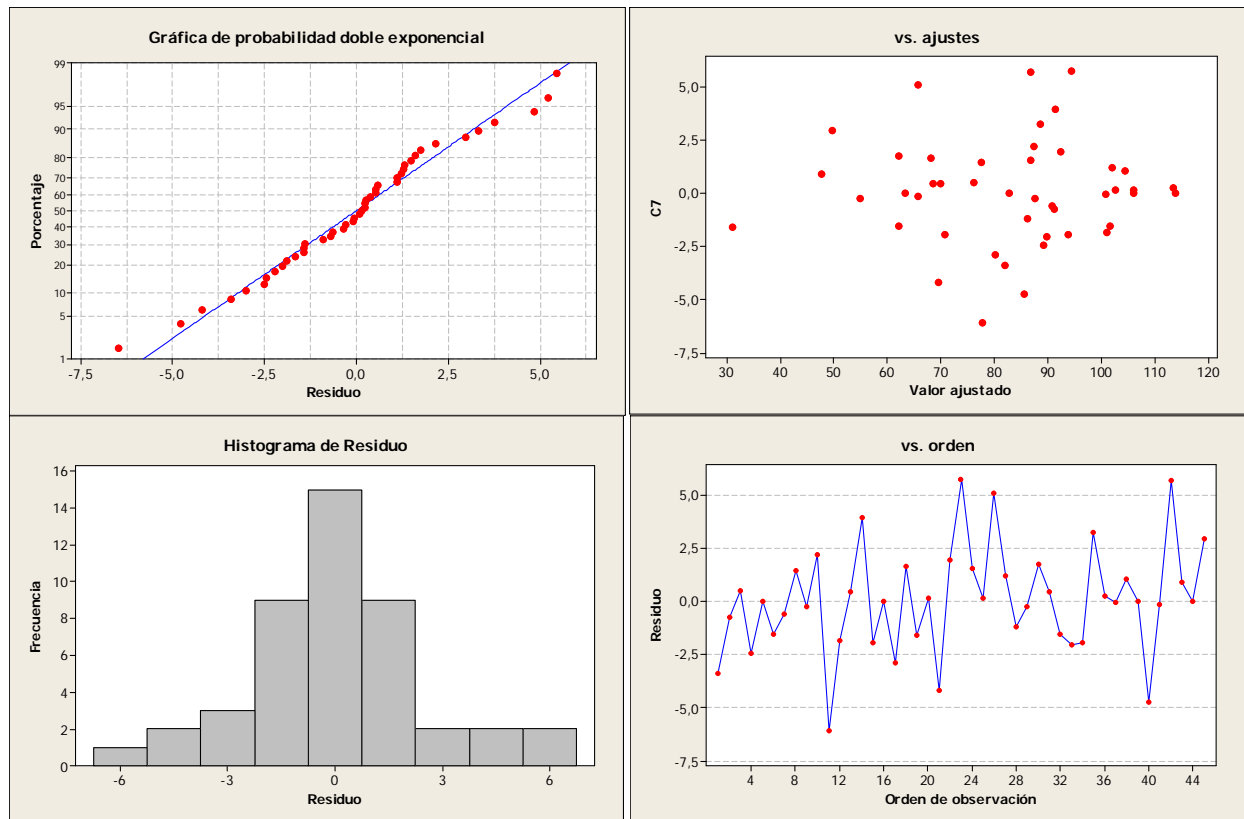 Gráfica de probabilidad doble exponencial
99
95
90
80
70
60
50
40
30
20
10
5
1
Porcentaje
-7,5 -5,0 -2,5 0,0 2,5 5,0
Residuo
vs. ajustes
5,0
2,5
0,0
-2,5
-5,0
-7,5
C7
30 40 50 60 70 80 90 100 110 120
Valor ajustado
Histograma de Residuo
16
14
12
10
8
6
4
2
0
Frecuencia
-6 -3 0 3 6
Residuo
vs. orden
5,0
2,5
0,0
-2,5
-5,0
-7,5
Residuo
4 8 12 16 20 24 28 32 36 40 44
Orden de observación